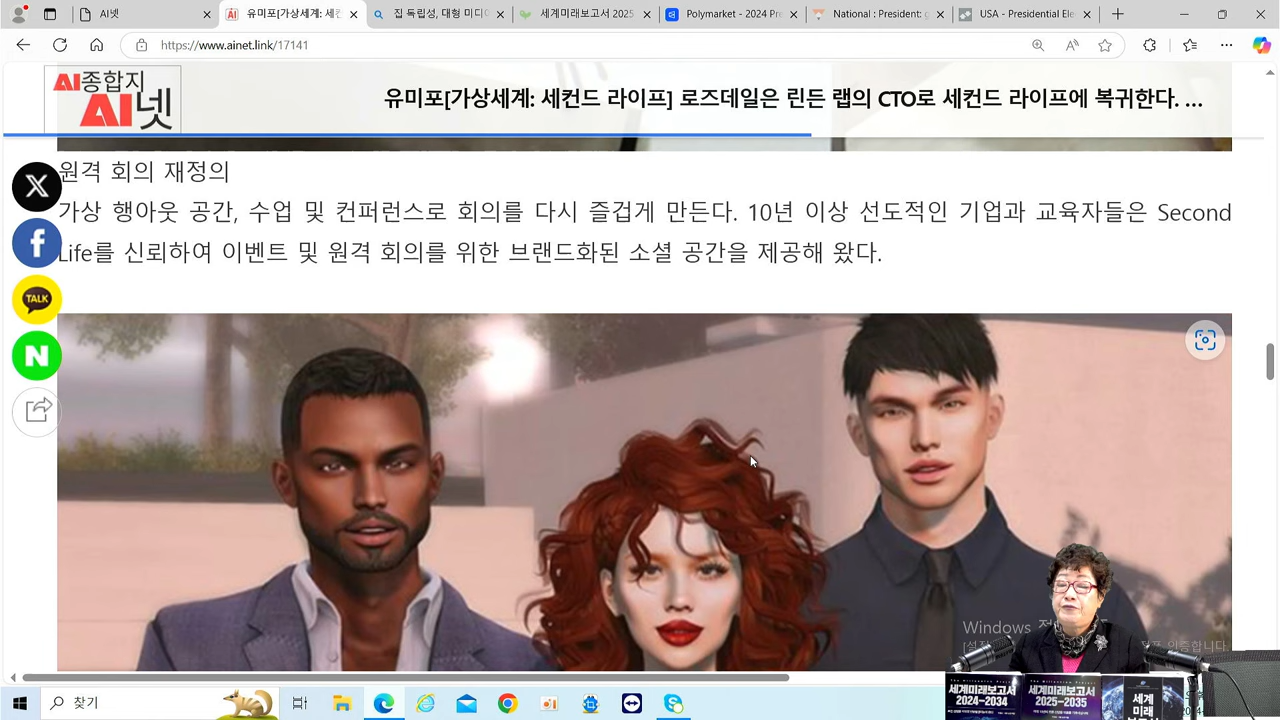 AI넷
유미포[가상세계: 세컨
집 독립성, 대형 미디어
세계미래보고서 2025
Polymarket - 2024 Pre
National : President: g
USA - Presidential Ele
https://www.ainet.link/17141
AI종합지
AI넷
유미포[가상세계: 세컨드 라이프] 로즈데일은 린든 랩의 CTO로 세컨드 라이프에 복귀한다. ...
원격 회의 재정의
가상 행아웃 공간, 수업 및 컨퍼런스로 회의를 다시 즐겁게 만든다. 10년 이상 선도적인 기업과 교육자들은 Second
Life를 신뢰하여 이벤트 및 원격 회의를 위한 브랜드화된 소셜 공간을 제공해 왔다.
TALK
N
Windows
인증합니다.
찾기
세계미래보고서
2024-2034
세계미래보고서
2025-2035
세계
미래